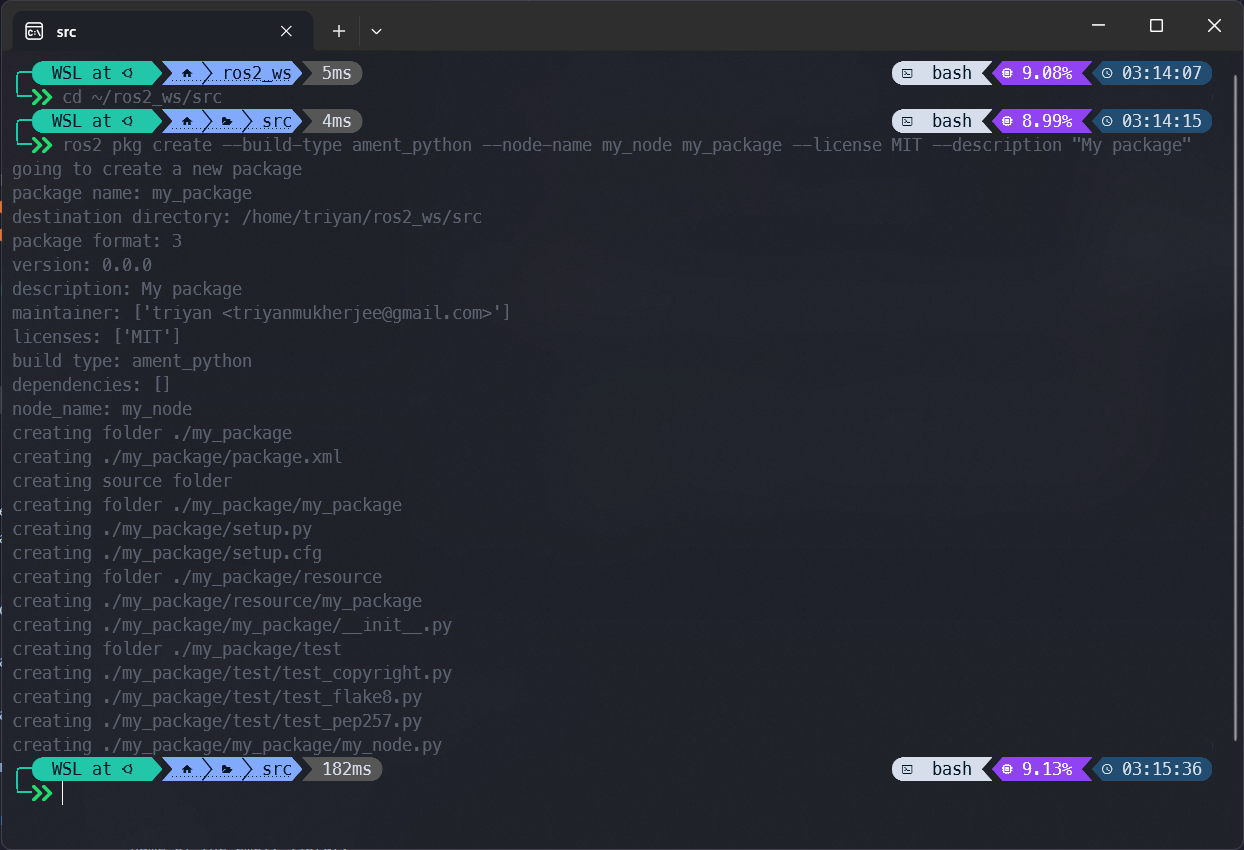 src
WSL at ros2_ws 5ms bash 9.08% 03:14:07
cd ~/ros2_ws/src
WSL at src 4ms bash 8.99% 03:14:15
ros2 pkg create --build-type ament_python --node-name my_node my_package --license MIT --description "My package"
going to create a new package
package name: my_package
destination directory: /home/triyan/ros2_ws/src
package format: 3
version: 0.0.0
description: My package
maintainer: ['triyan <triyanmukherjee@gmail.com>']
licenses: ['MIT']
build type: ament_python
dependencies: []
node_name: my_node
creating folder ./my_package
creating ./my_package/package.xml
creating source folder
creating folder ./my_package/my_package
creating ./my_package/setup.py
creating ./my_package/setup.cfg
creating folder ./my_package/resource
creating ./my_package/resource/my_package
creating ./my_package/my_package/__init__.py
creating folder ./my_package/test
creating ./my_package/test/test_copyright.py
creating ./my_package/test/test_flake8.py
creating ./my_package/test/test_pep257.py
creating ./my_package/my_package/my_node.py
WSL at src 182ms bash 9.13% 03:15:36